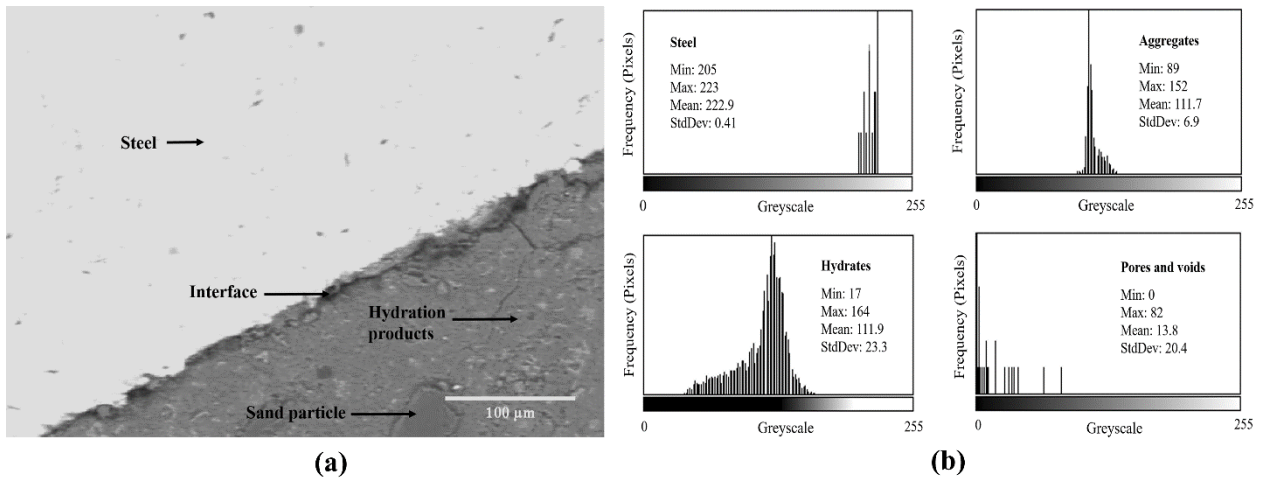 Steel
Interface
Hydration
products
Sand particle
100 µm
(a)
Frequency (Pixels)
Steel
Min: 205
Max: 223
Mean: 222.9
StdDev: 0.41
0
255
Greyscale
Frequency (Pixels)
Aggregates
Min: 89
Max: 152
Mean: 111.7
StdDev: 6.9
0
255
Greyscale
Frequency (Pixels)
Hydrates
Min: 17
Max: 164
Mean: 111.9
StdDev: 23.3
0
255
Greyscale
Frequency (Pixels)
Pores and voids
Min: 0
Max: 82
Mean: 13.8
StdDev: 20.4
0
255
Greyscale
(b)